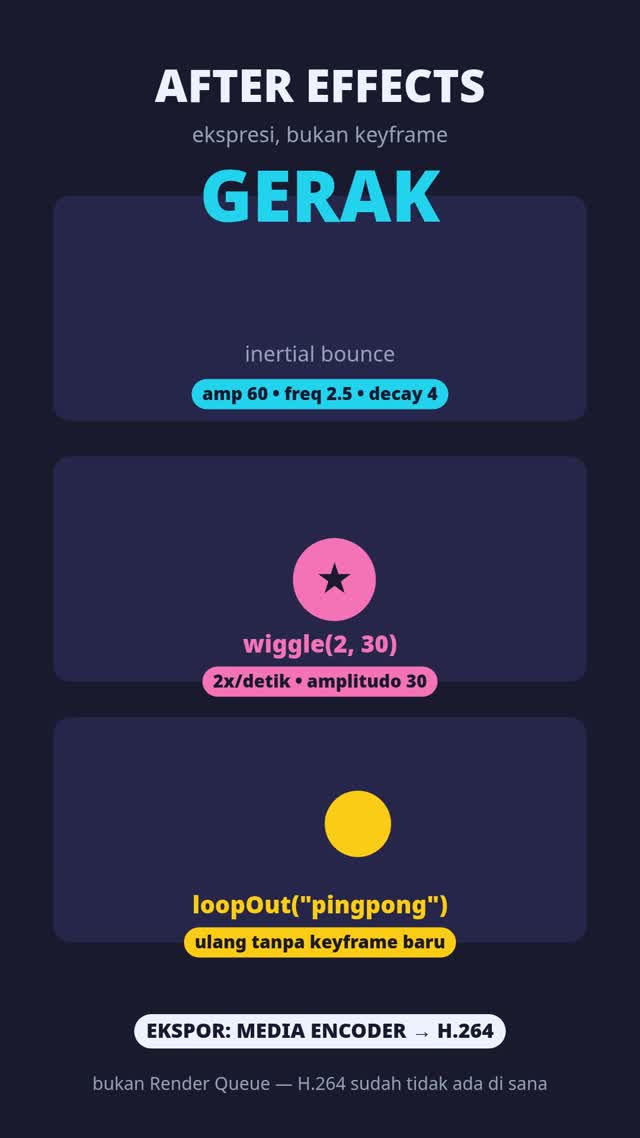 AFTER EFFECTS
ekspresi, bukan keyframe
GERAK
inertial bounce
amp 60 • freq 2.5 • decay 4
wiggle(2, 30)
2x/detik • amplitudo 30
loopOut("pingpong")
ulang tanpa keyframe baru
EKSPOR: MEDIA ENCODER → H.264
bukan Render Queue — H.264 sudah tidak ada di sana